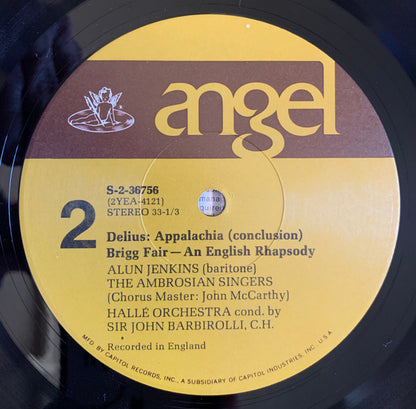 angel
S-2-36756
(2YEA-4121)
STEREO 33-1/3
2
Delius: Appalachia (conclusion)
Brigg Fair — An English Rhapsody
ALUN JENKINS (baritone)
THE AMBROSIAN SINGERS
(Chorus Master: John McCarthy)
HALLÉ ORCHESTRA cond. by
SIR JOHN BARBIROLLI, C.H.
Recorded in England
MFD. BY CAPITOL RECORDS, INC., A SUBSIDIARY OF CAPITOL INDUSTRIES, INC., U.S.A.